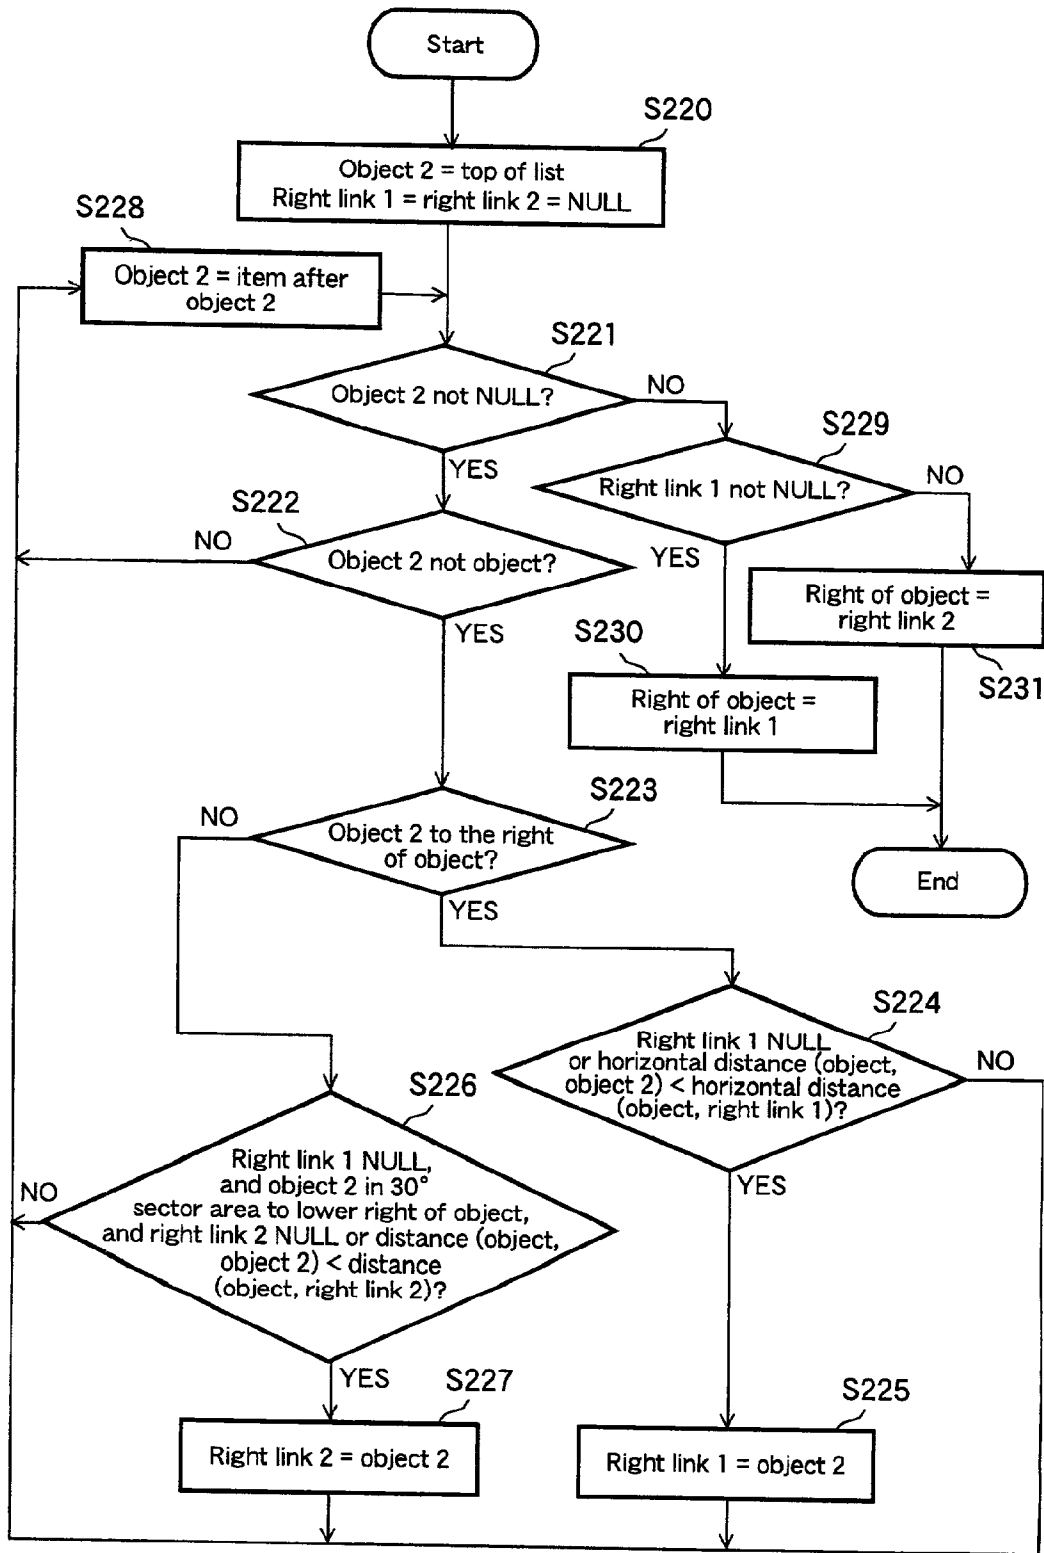 Start
S220
Object 2 = top of list
Right link 1 = right link 2 = NULL
S228
Object 2 = item after
object 2
S221
Object 2 not NULL?
NO
YES
S229
Right link 1 not NULL?
NO
YES
S222
Object 2 not object?
NO
YES
Right of object =
right link 2
S231
S230
Right of object =
right link 1
End
S223
Object 2 to the right
of object?
NO
YES
S224
Right link 1 NULL
or horizontal distance (object,
object 2) < horizontal distance
(object, right link 1)?
NO
YES
S226
Right link 1 NULL,
and object 2 in 30°
sector area to lower right of object,
and right link 2 NULL or distance (object,
object 2) < distance
(object, right link 2)?
NO
YES
S227
Right link 2 = object 2
S225
Right link 1 = object 2